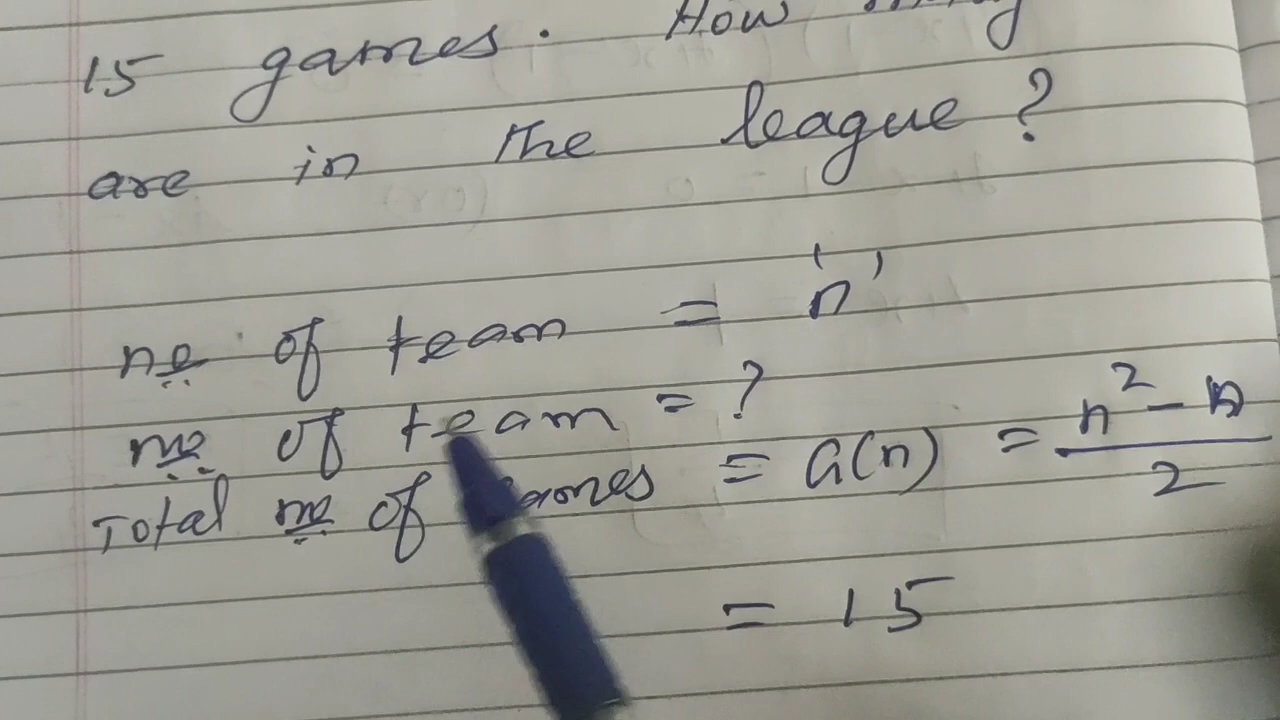 15 games. How
are in the league ?
no of team = 'n'
no of team = ?
Total no of games = G(n) = n² - n / 2
= 15